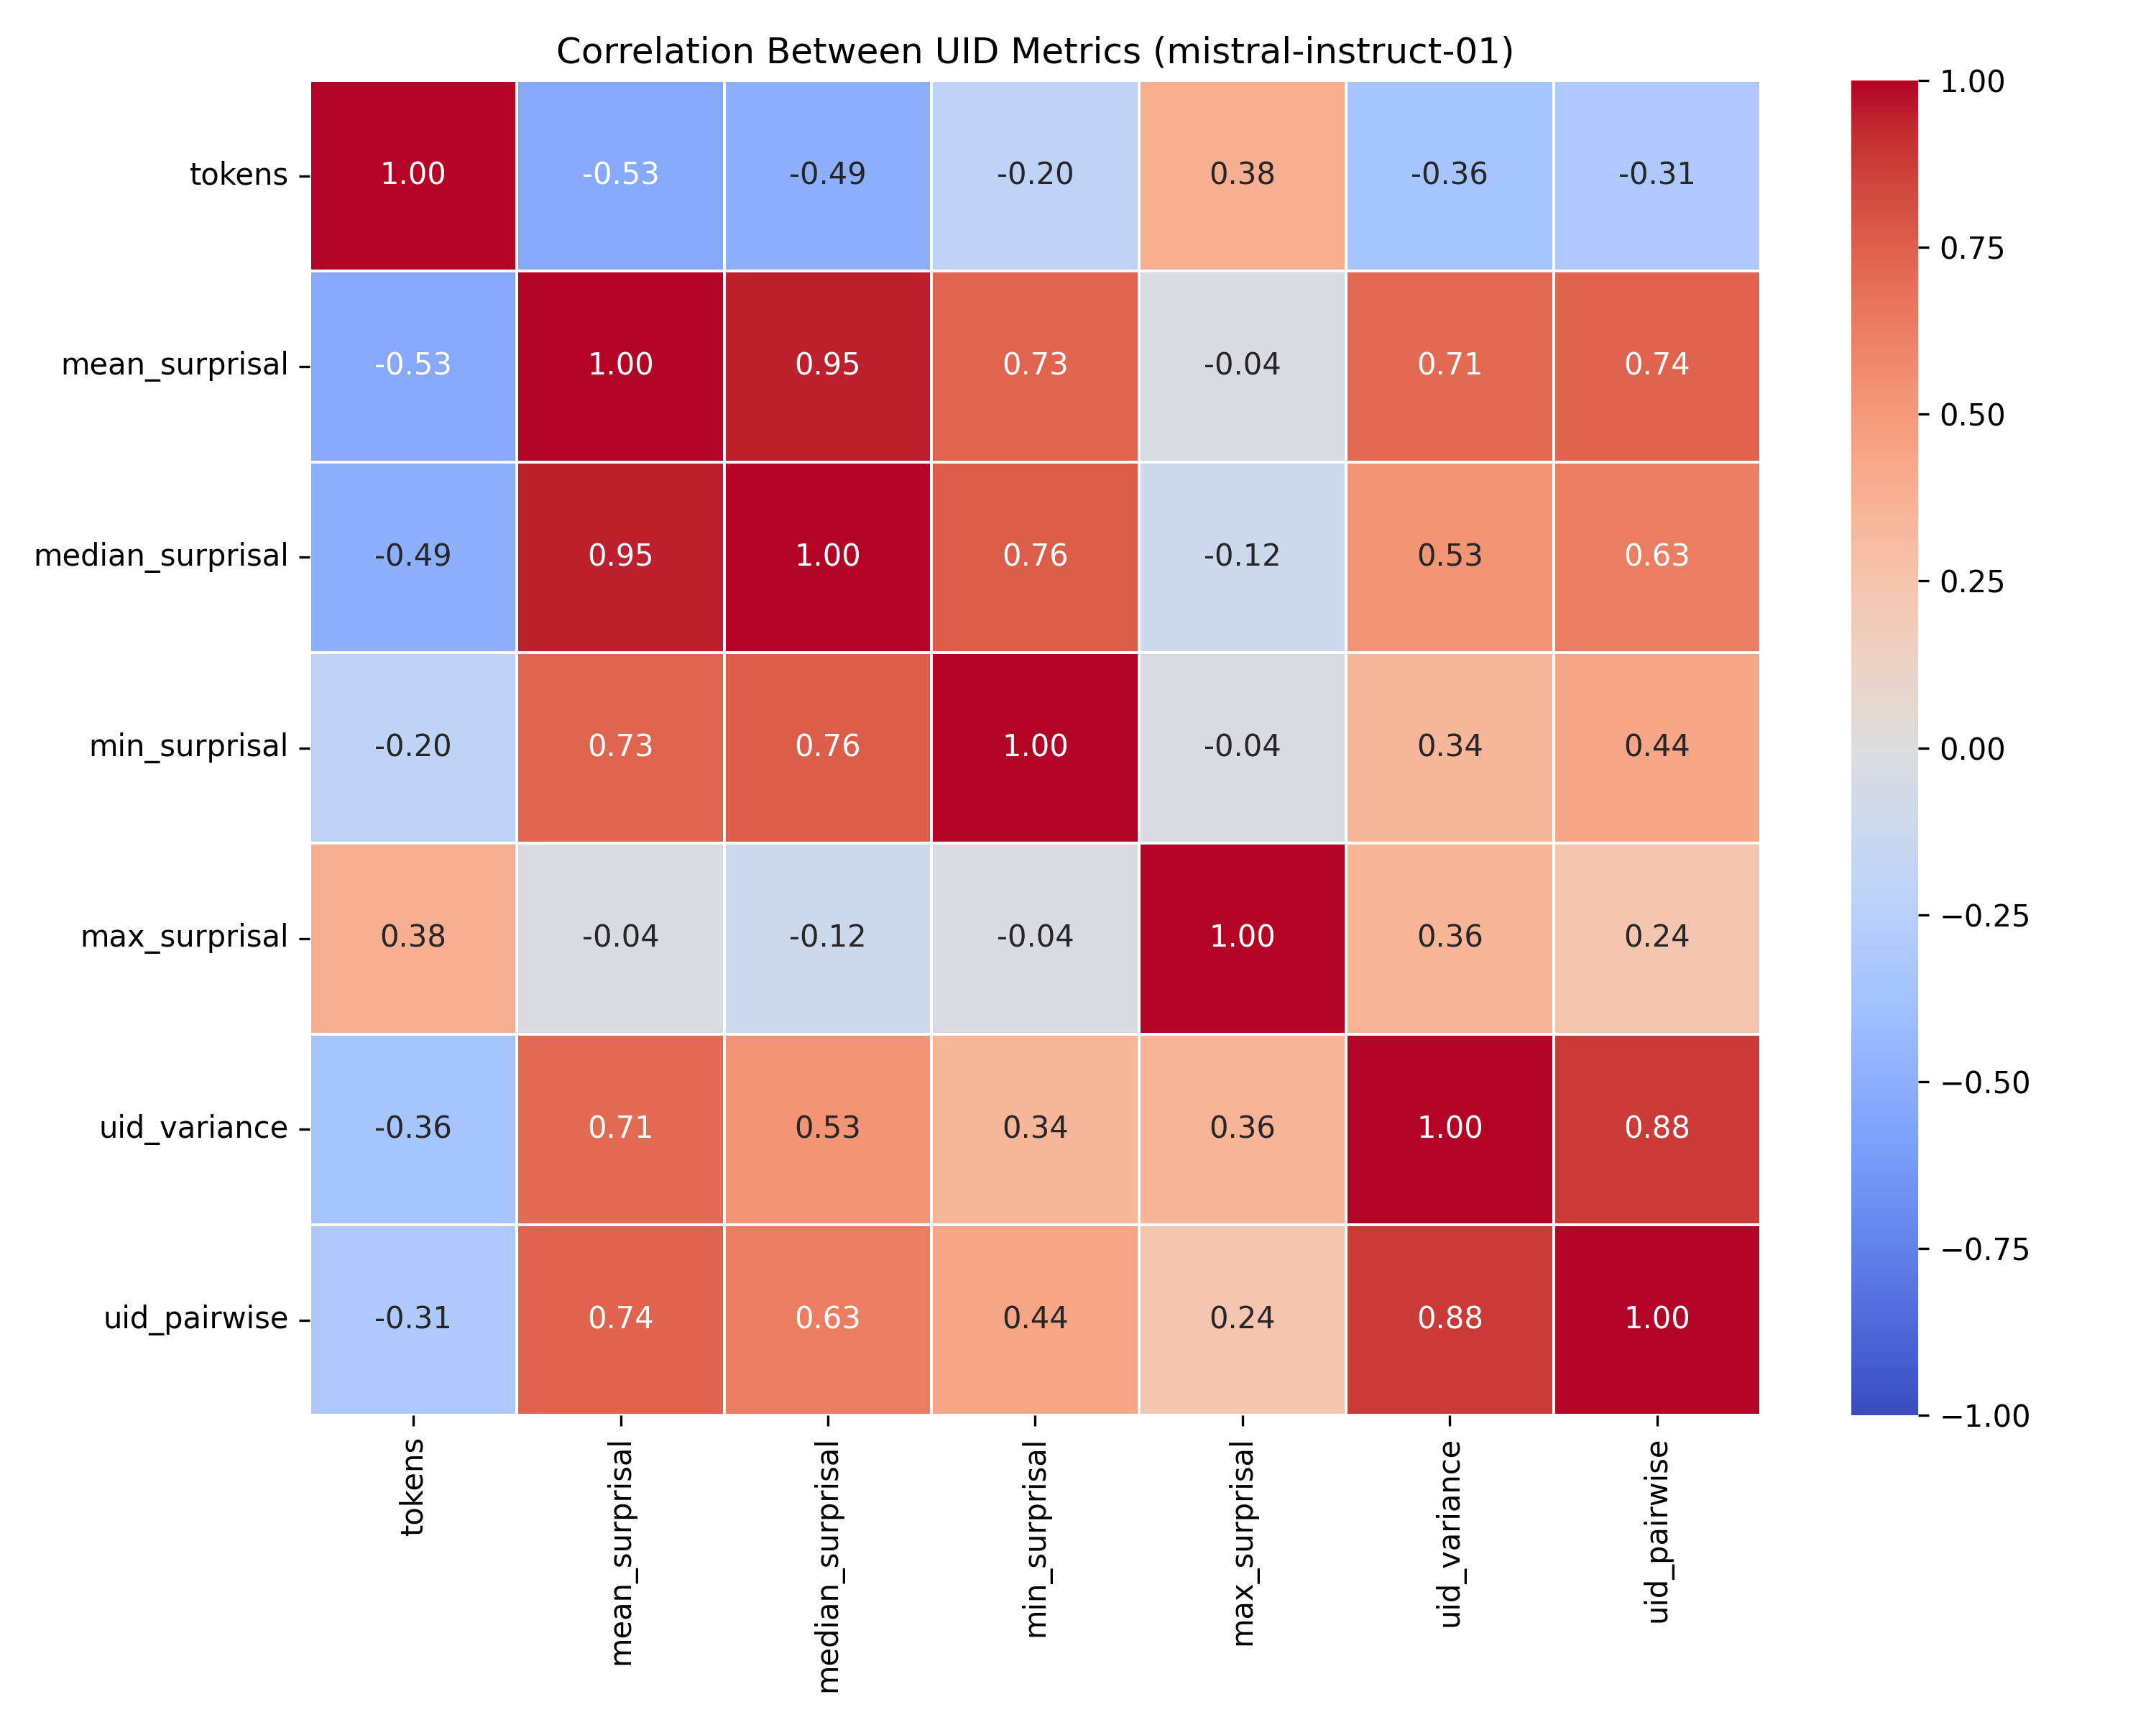 Correlation Between UID Metrics (mistral-instruct-01)
tokens 1.00 -0.53 -0.49 -0.20 0.38 -0.36 -0.31
mean_surprisal -0.53 1.00 0.95 0.73 -0.04 0.71 0.74
median_surprisal -0.49 0.95 1.00 0.76 -0.12 0.53 0.63
min_surprisal -0.20 0.73 0.76 1.00 -0.04 0.34 0.44
max_surprisal 0.38 -0.04 -0.12 -0.04 1.00 0.36 0.24
uid_variance -0.36 0.71 0.53 0.34 0.36 1.00 0.88
uid_pairwise -0.31 0.74 0.63 0.44 0.24 0.88 1.00
tokens
mean_surprisal
median_surprisal
min_surprisal
max_surprisal
uid_variance
uid_pairwise
1.00
0.75
0.50
0.25
0.00
−0.25
−0.50
−0.75
−1.00